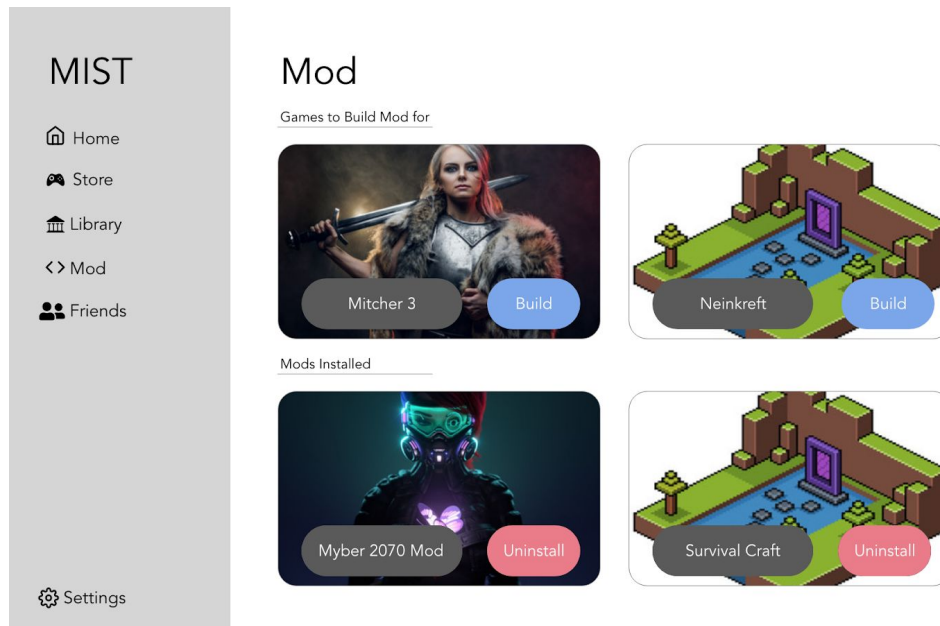 MIST
Home
Store
Library
Mod
Friends
Settings
Mod
Games to Build Mod for
Mitcher 3
Build
Neinkreft
Build
Mods Installed
Myber 2070 Mod
Uninstall
Survival Craft
Uninstall